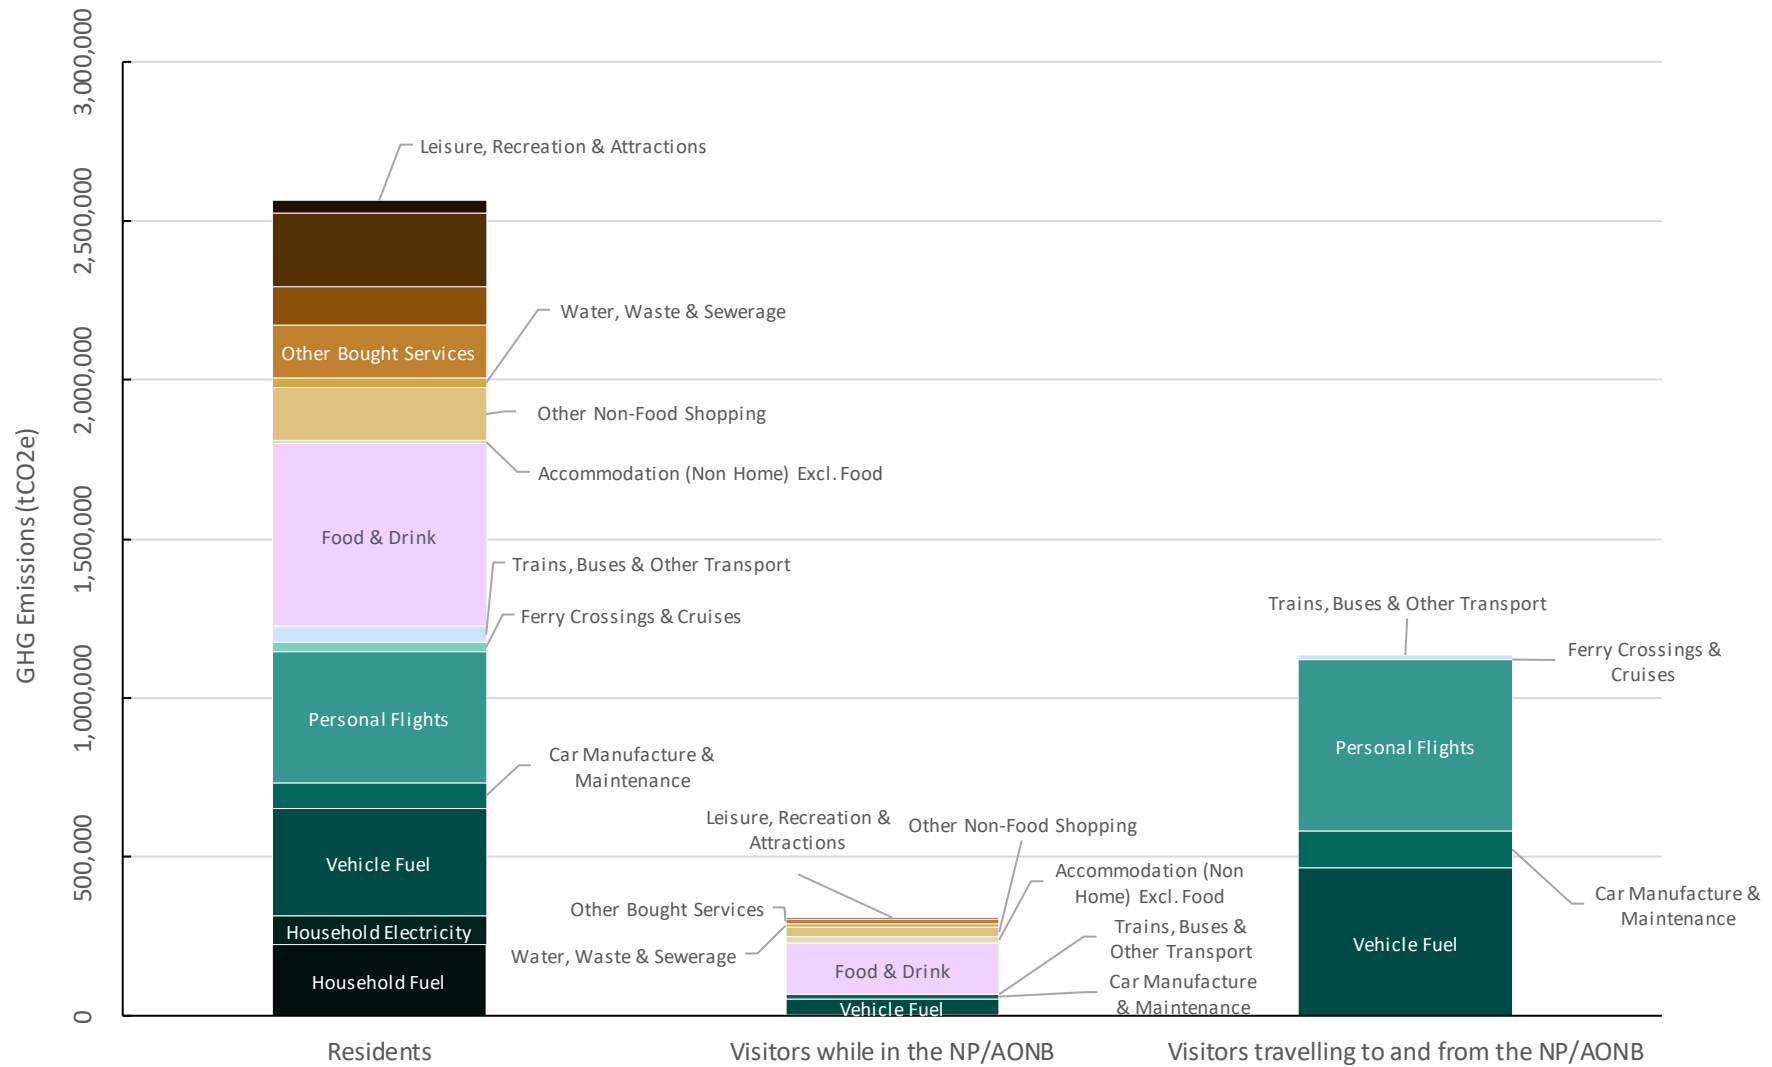 GHG Emissions (tCO2e)
3,000,000
2,500,000
2,000,000
1,500,000
1,000,000
500,000
0
Leisure, Recreation & Attractions
Other Bought Services
Water, Waste & Sewerage
Other Non-Food Shopping
Accommodation (Non Home) Excl. Food
Food & Drink
Trains, Buses & Other Transport
Ferry Crossings & Cruises
Personal Flights
Car Manufacture &
Maintenance
Vehicle Fuel
Household Electricity
Household Fuel
Leisure, Recreation &
Attractions
Other Non-Food Shopping
Accommodation (Non
Home) Excl. Food
Other Bought Services
Water, Waste & Sewerage
Trains, Buses &
Other Transport
Food & Drink
Car Manufacture
& Maintenance
Vehicle Fuel
Trains, Buses & Other Transport
Ferry Crossings &
Cruises
Personal Flights
Car Manufacture &
Maintenance
Vehicle Fuel
Residents
Visitors while in the NP/AONB
Visitors travelling to and from the NP/AONB